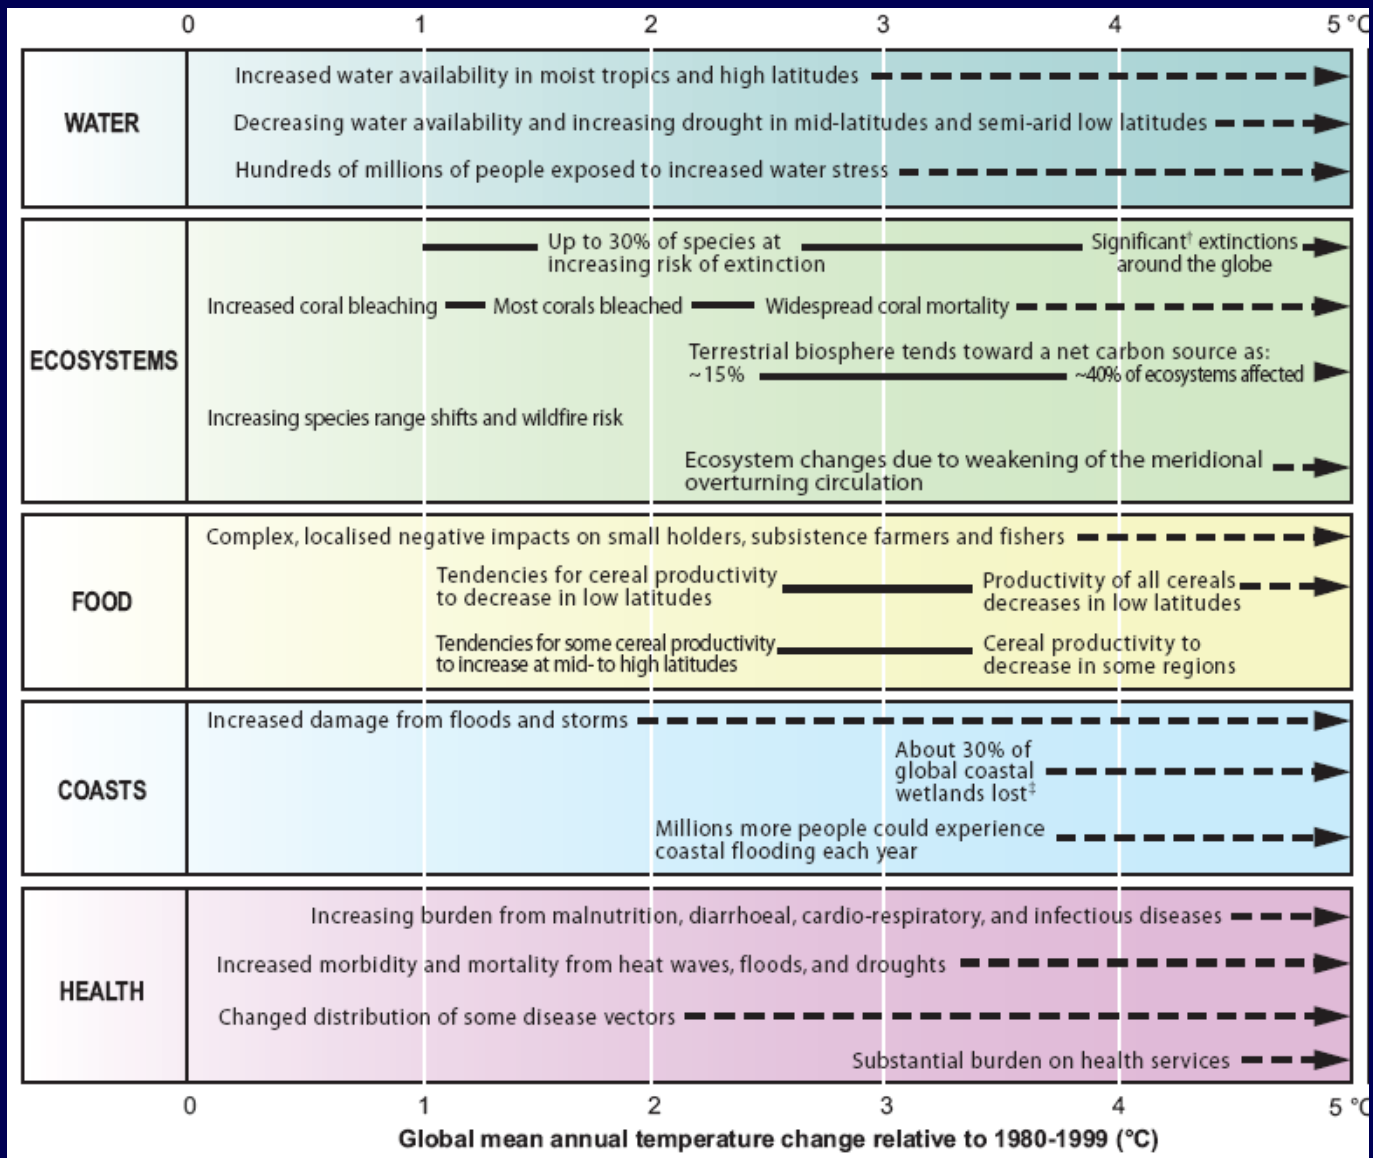 0 1 2 3 4 5 °C
WATER
Increased water availability in moist tropics and high latitudes
Decreasing water availability and increasing drought in mid-latitudes and semi-arid low latitudes
Hundreds of millions of people exposed to increased water stress
ECOSYSTEMS
Up to 30% of species at
increasing risk of extinction
Significant† extinctions
around the globe
Increased coral bleaching Most corals bleached Widespread coral mortality
Terrestrial biosphere tends toward a net carbon source as:
~15% ~40% of ecosystems affected
Increasing species range shifts and wildfire risk
Ecosystem changes due to weakening of the meridional
overturning circulation
FOOD
Complex, localised negative impacts on small holders, subsistence farmers and fishers
Tendencies for cereal productivity
to decrease in low latitudes
Productivity of all cereals
decreases in low latitudes
Tendencies for some cereal productivity
to increase at mid- to high latitudes
Cereal productivity to
decrease in some regions
COASTS
Increased damage from floods and storms
About 30% of
global coastal
wetlands lost‡
Millions more people could experience
coastal flooding each year
HEALTH
Increasing burden from malnutrition, diarrhoeal, cardio-respiratory, and infectious diseases
Increased morbidity and mortality from heat waves, floods, and droughts
Changed distribution of some disease vectors
Substantial burden on health services
0 1 2 3 4 5 °C
Global mean annual temperature change relative to 1980-1999 (°C)